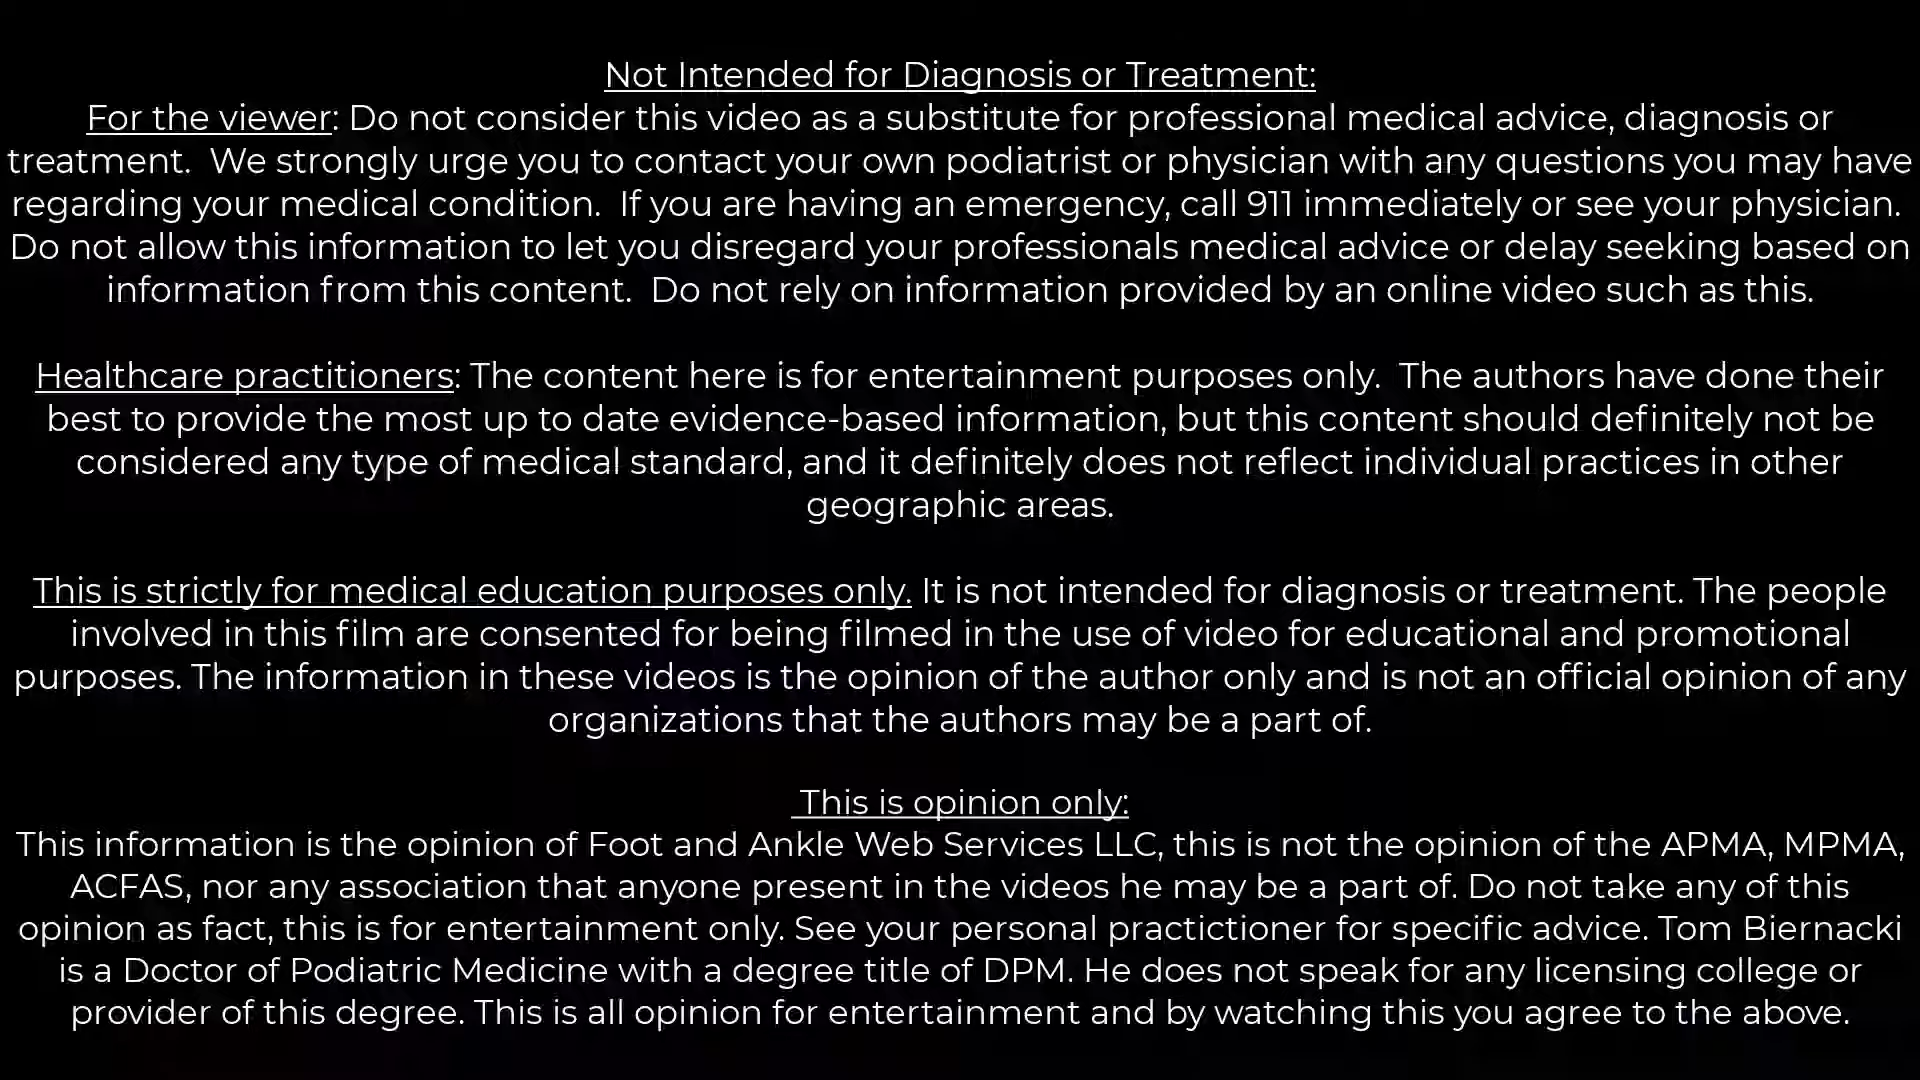 Not Intended for Diagnosis or Treatment:
For the viewer: Do not consider this video as a substitute for professional medical advice, diagnosis or
treatment.  We strongly urge you to contact your own podiatrist or physician with any questions you may have
regarding your medical condition.  If you are having an emergency, call 911 immediately or see your physician.
Do not allow this information to let you disregard your professionals medical advice or delay seeking based on
information from this content.  Do not rely on information provided by an online video such as this.
Healthcare practitioners: The content here is for entertainment purposes only.  The authors have done their
best to provide the most up to date evidence-based information, but this content should definitely not be
considered any type of medical standard, and it definitely does not reflect individual practices in other
geographic areas.
This is strictly for medical education purposes only. It is not intended for diagnosis or treatment. The people
involved in this film are consented for being filmed in the use of video for educational and promotional
purposes. The information in these videos is the opinion of the author only and is not an official opinion of any
organizations that the authors may be a part of.
This is opinion only:
This information is the opinion of Foot and Ankle Web Services LLC, this is not the opinion of the APMA, MPMA,
ACFAS, nor any association that anyone present in the videos he may be a part of. Do not take any of this
opinion as fact, this is for entertainment only. See your personal practictioner for specific advice. Tom Biernacki
is a Doctor of Podiatric Medicine with a degree title of DPM. He does not speak for any licensing college or
provider of this degree. This is all opinion for entertainment and by watching this you agree to the above.